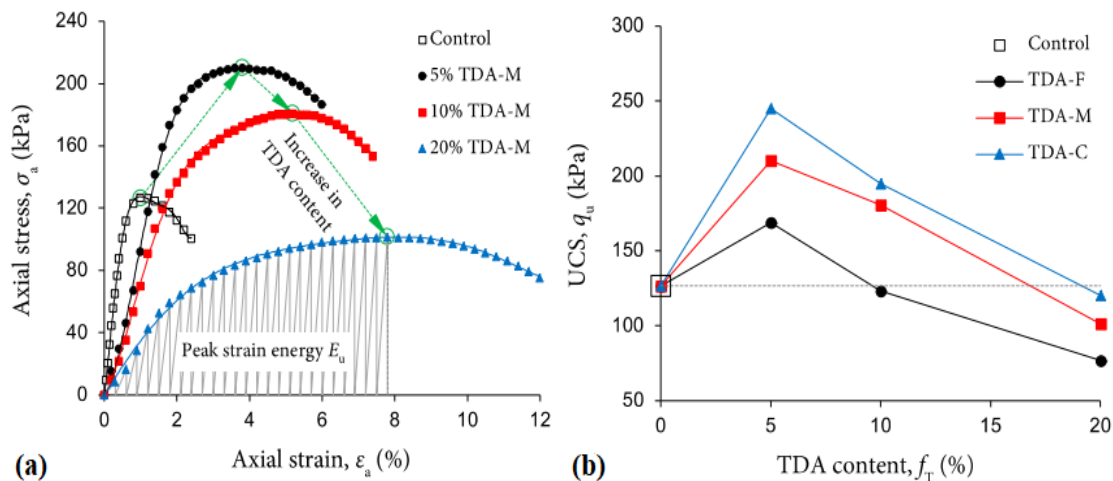 240
200
160
120
80
40
0
Axial stress, σa (kPa)
Control
5% TDA-M
10% TDA-M
20% TDA-M
Increase in
TDA content
Peak strain energy Eu
0 2 4 6 8 10 12
(a)
Axial strain, εa (%)
300
250
200
150
100
50
UCS, qu (kPa)
Control
TDA-F
TDA-M
TDA-C
0 5 10 15 20
(b)
TDA content, fT (%)